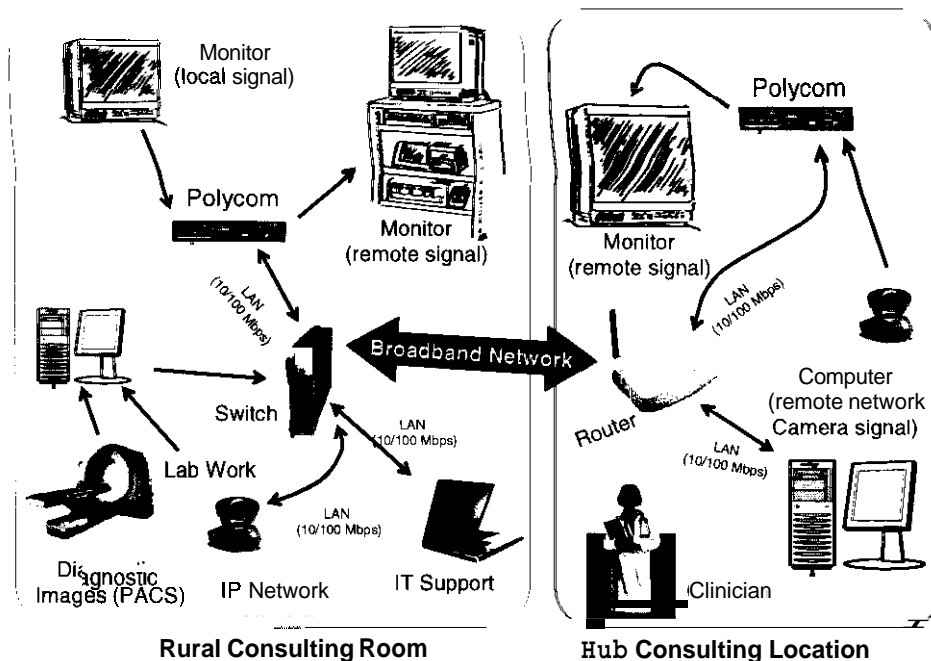 Monitor
(local signal)
Polycom
Monitor
(remote signal)
LAN
(10/100 Mbps)
Switch
Lab Work
LAN
(10/100 Mbps)
LAN
(10/100 Mbps)
Diagnostic
Images (PACS)
IP Network
IT Support
Rural Consulting Room
Broadband Network
Polycom
Monitor
(remote signal)
LAN
(10/100 Mbps)
Router
Computer
(remote network
Camera signal)
LAN
(10/100 Mbps)
Clinician
Hub Consulting Location